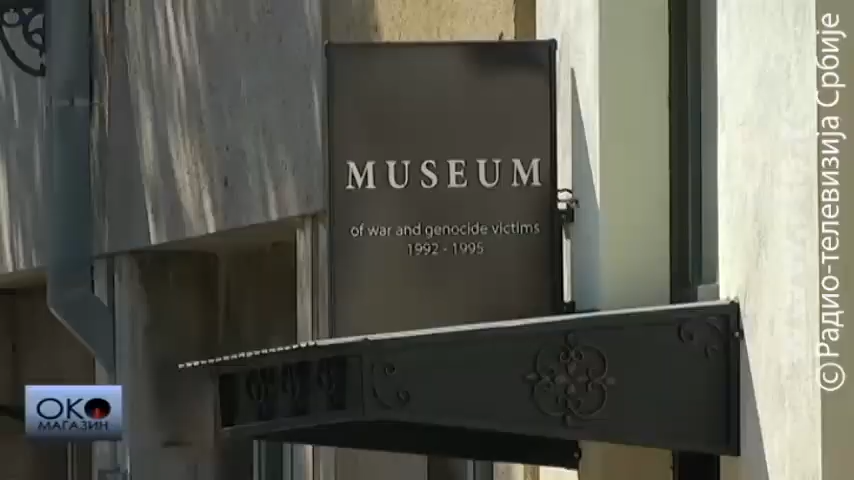 MUSEUM
of war and genocide victims
1992 - 1995
ОКО
МАГАЗИН
© Радио-телевизија Србије